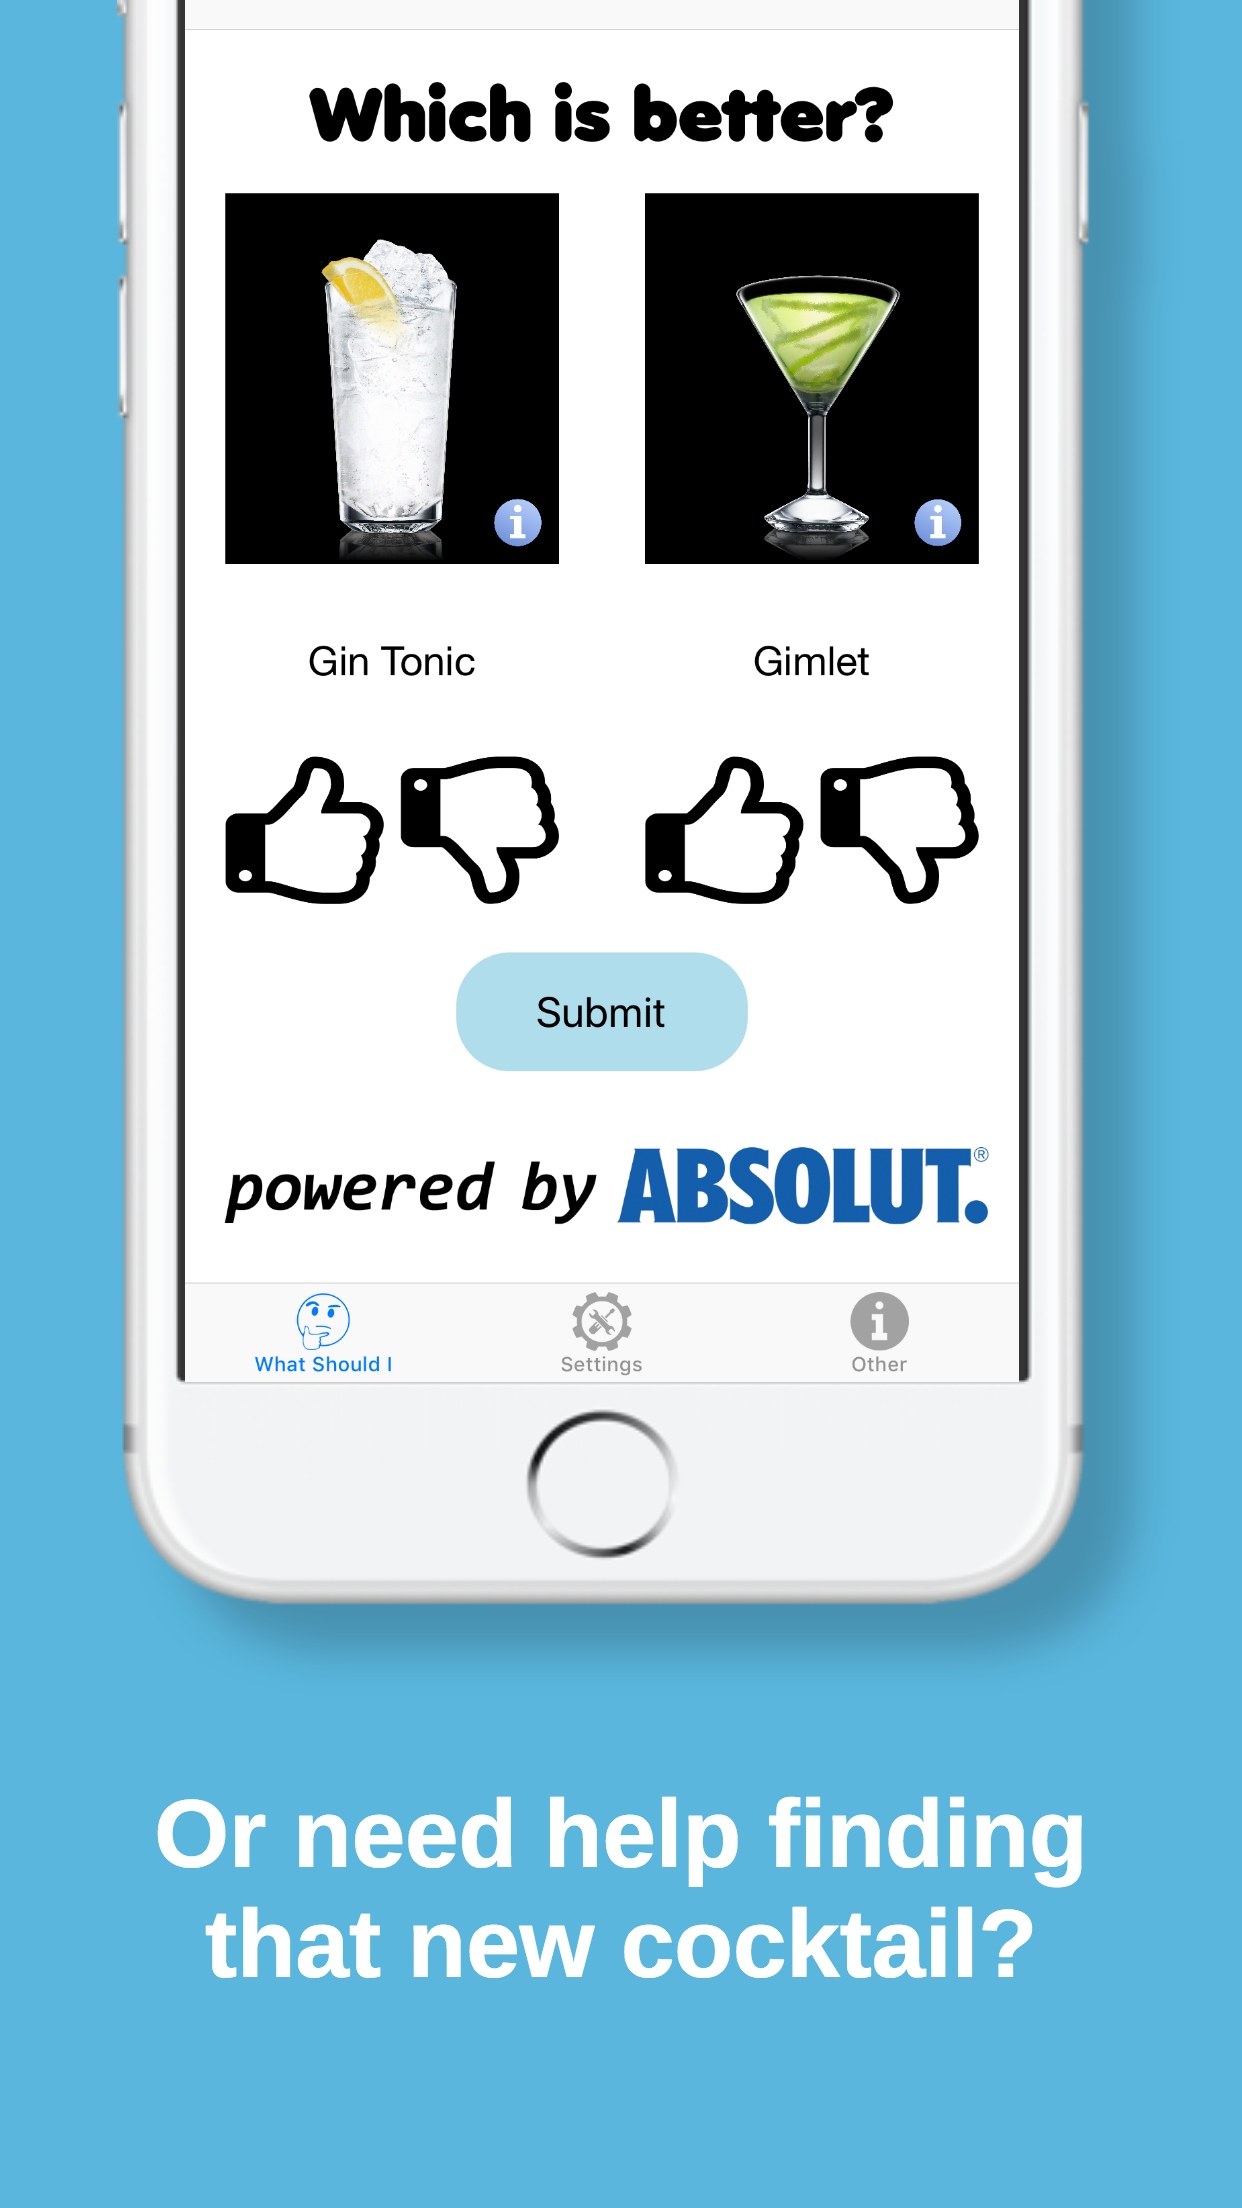 Which is better?
Gin Tonic
Gimlet
Submit
powered by ABSOLUT.®
What Should I
Settings
Other
Or need help finding
that new cocktail?